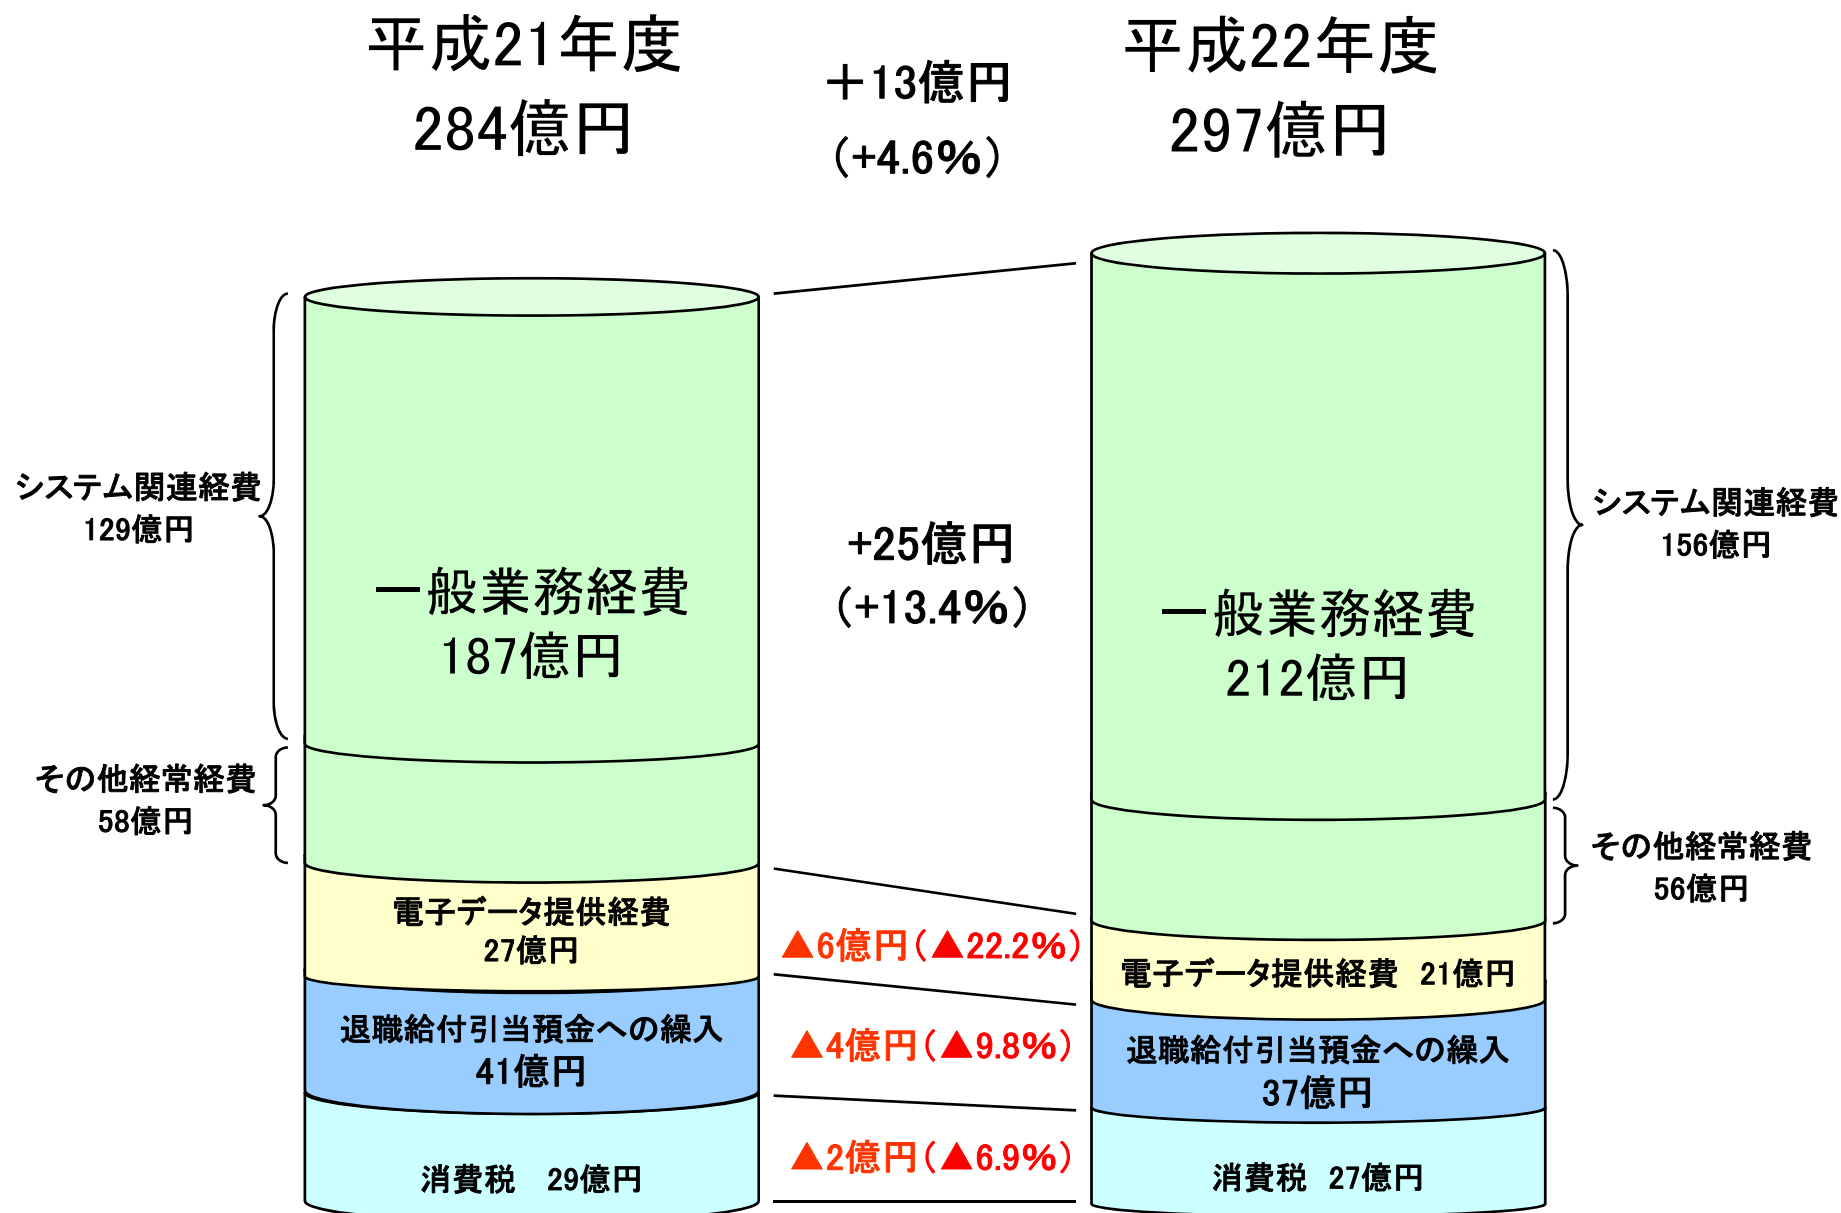 平成21年度
284億円
＋13億円
（+4.6%）
平成22年度
297億円
システム関連経費
129億円
一般業務経費
187億円
+25億円
（+13.4%）
一般業務経費
212億円
システム関連経費
156億円
その他経常経費
58億円
その他経常経費
56億円
電子データ提供経費
27億円
▲6億円（▲22.2%）
電子データ提供経費　21億円
退職給付引当預金への繰入
41億円
▲4億円（▲9.8%）
退職給付引当預金への繰入
37億円
消費税　29億円
▲2億円（▲6.9%）
消費税　27億円